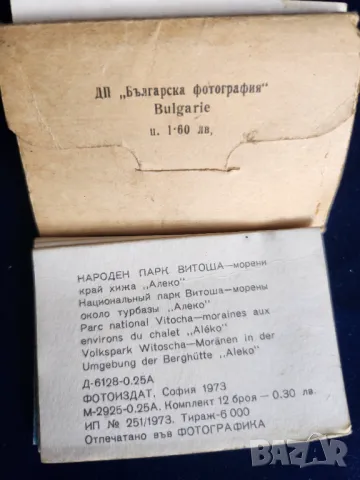 ДП „Българска фотография"
Bulgarie
ц. 1·60 лв,
НАРОДЕН ПАРК ВИТОША—морени
край хижа „Алеко"
Национальный парк Витоша—морены
около турбазы „Алеко"
Parc national Vitocha—moraines aux
environs du chalet „Aléko"
Volkspark Witoscha—Moränen in der
Umgebung der Berghütte „Aleko"
Д-6128-0.25А
ФОТОИЗДАТ, София 1973
М-2925-0.25А. Комплект 12 броя — 0.30 лв.
ИП № 251/1973. Тираж-6 000
Отпечатано във ФОТОГРАФИКА
BAZAR